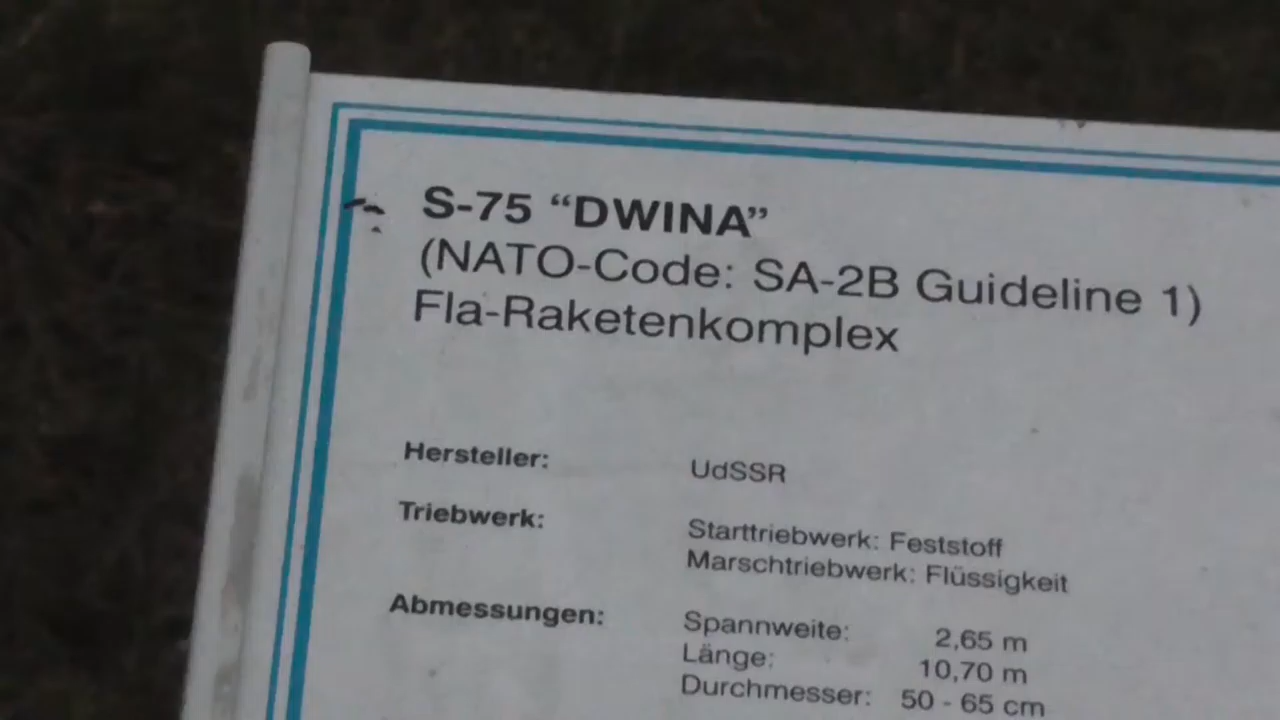 S-75 “DWINA”
(NATO-Code: SA-2B Guideline 1)
Fla-Raketenkomplex
Hersteller: UdSSR
Triebwerk: Starttriebwerk: Feststoff
Marschtriebwerk: Flüssigkeit
Abmessungen: Spannweite: 2,65 m
Länge: 10,70 m
Durchmesser: 50 - 65 cm